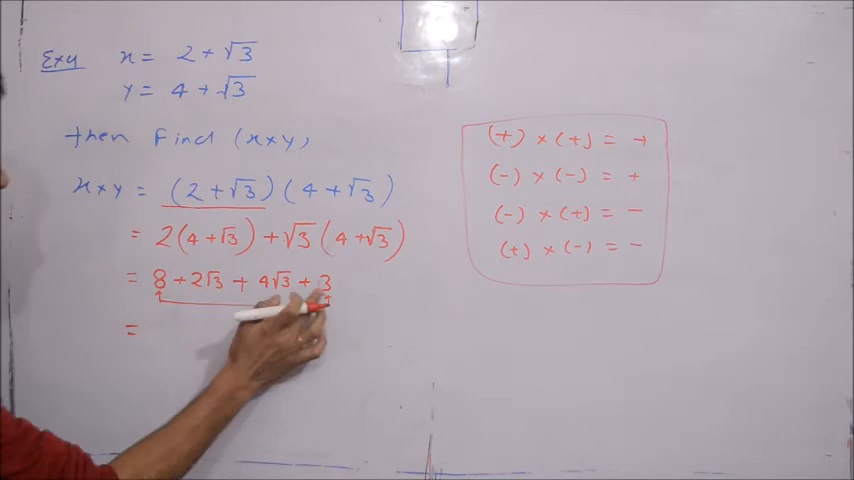 Ex4 x = 2 + √3
y = 4 + √3
then Find (x×y)
x×y = (2 + √3) (4 + √3)
= 2(4 + √3) + √3 (4 + √3)
= 8 + 2√3 + 4√3 + 3
=
(+) × (+) = +
(-) × (-) = +
(-) × (+) = -
(+) × (-) = -